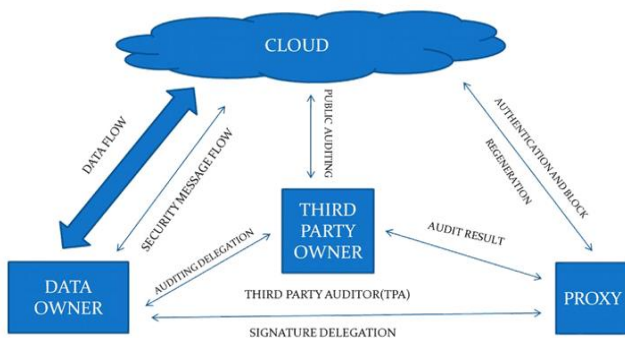 CLOUD
DATA FLOW
SECURITY MESSAGE FLOW
PUBLIC AUDITING
AUTHENTICATION AND BLOCK
REGENERATION
THIRD
PARTY
OWNER
AUDITING DELEGATION
AUDIT RESULT
DATA
OWNER
THIRD PARTY AUDITOR(TPA)
PROXY
SIGNATURE DELEGATION